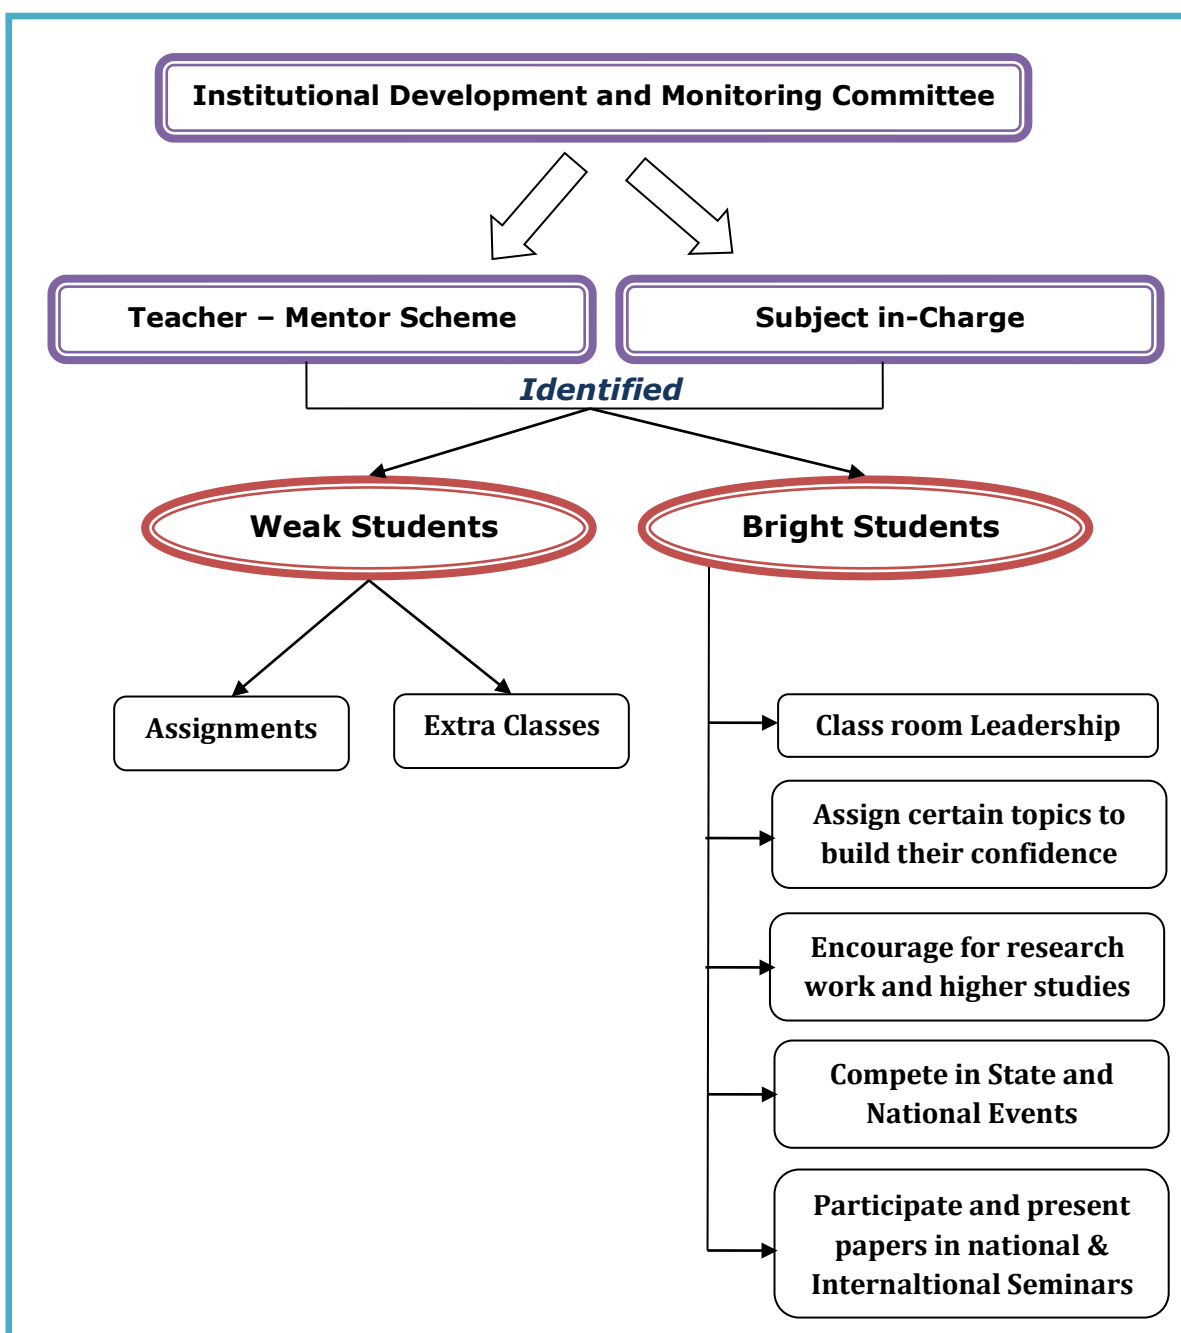 Institutional Development and Monitoring Committee
Teacher – Mentor Scheme
Subject in-Charge
Identified
Weak Students
Bright Students
Assignments
Extra Classes
Class room Leadership
Assign certain topics to
build their confidence
Encourage for research
work and higher studies
Compete in State and
National Events
Participate and present
papers in national &
Internaltional Seminars